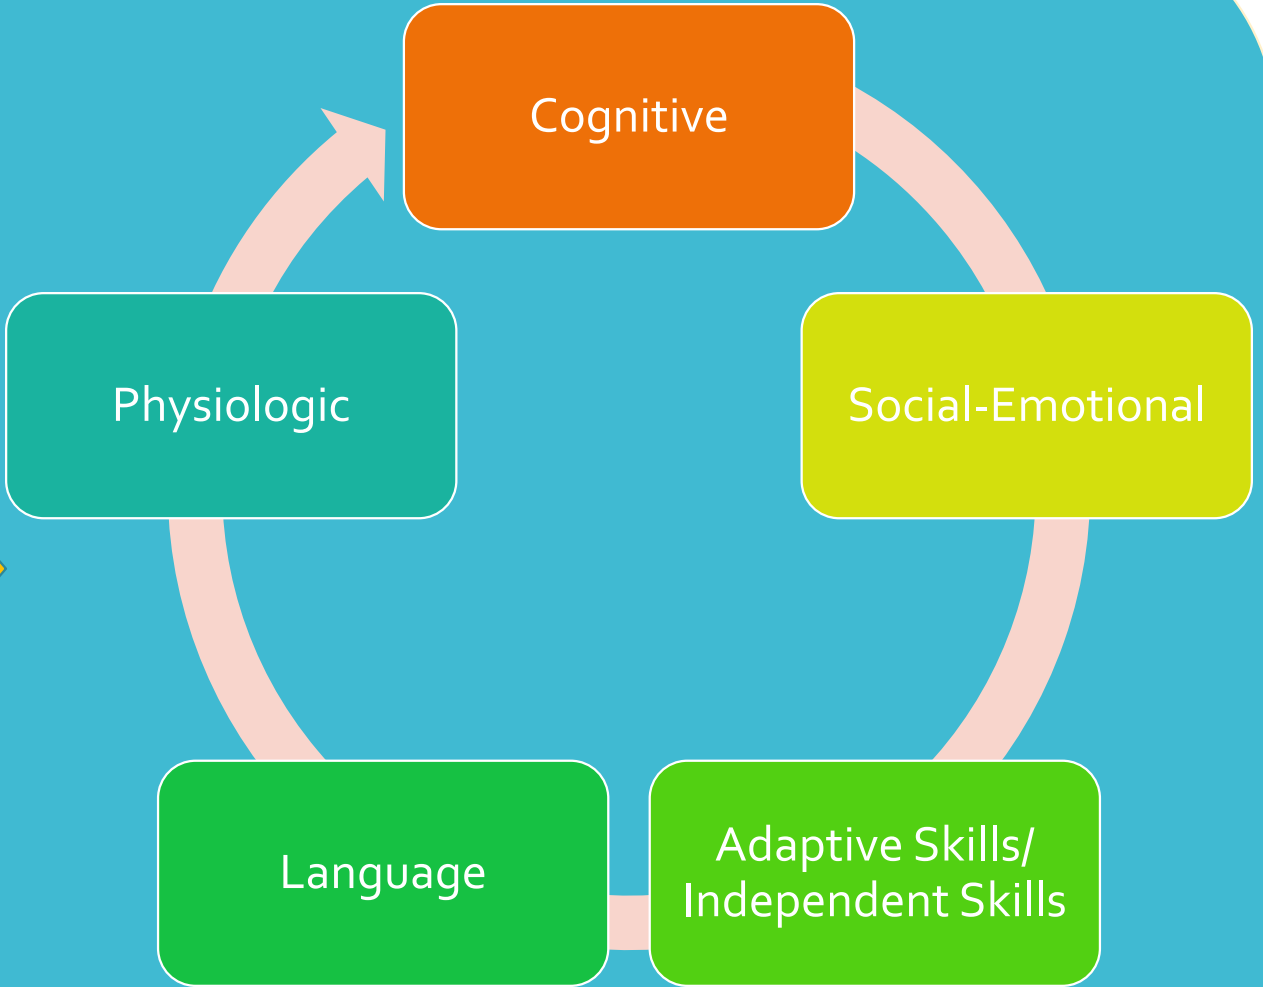 Cognitive
Social-Emotional
Adaptive Skills/
Independent Skills
Language
Physiologic